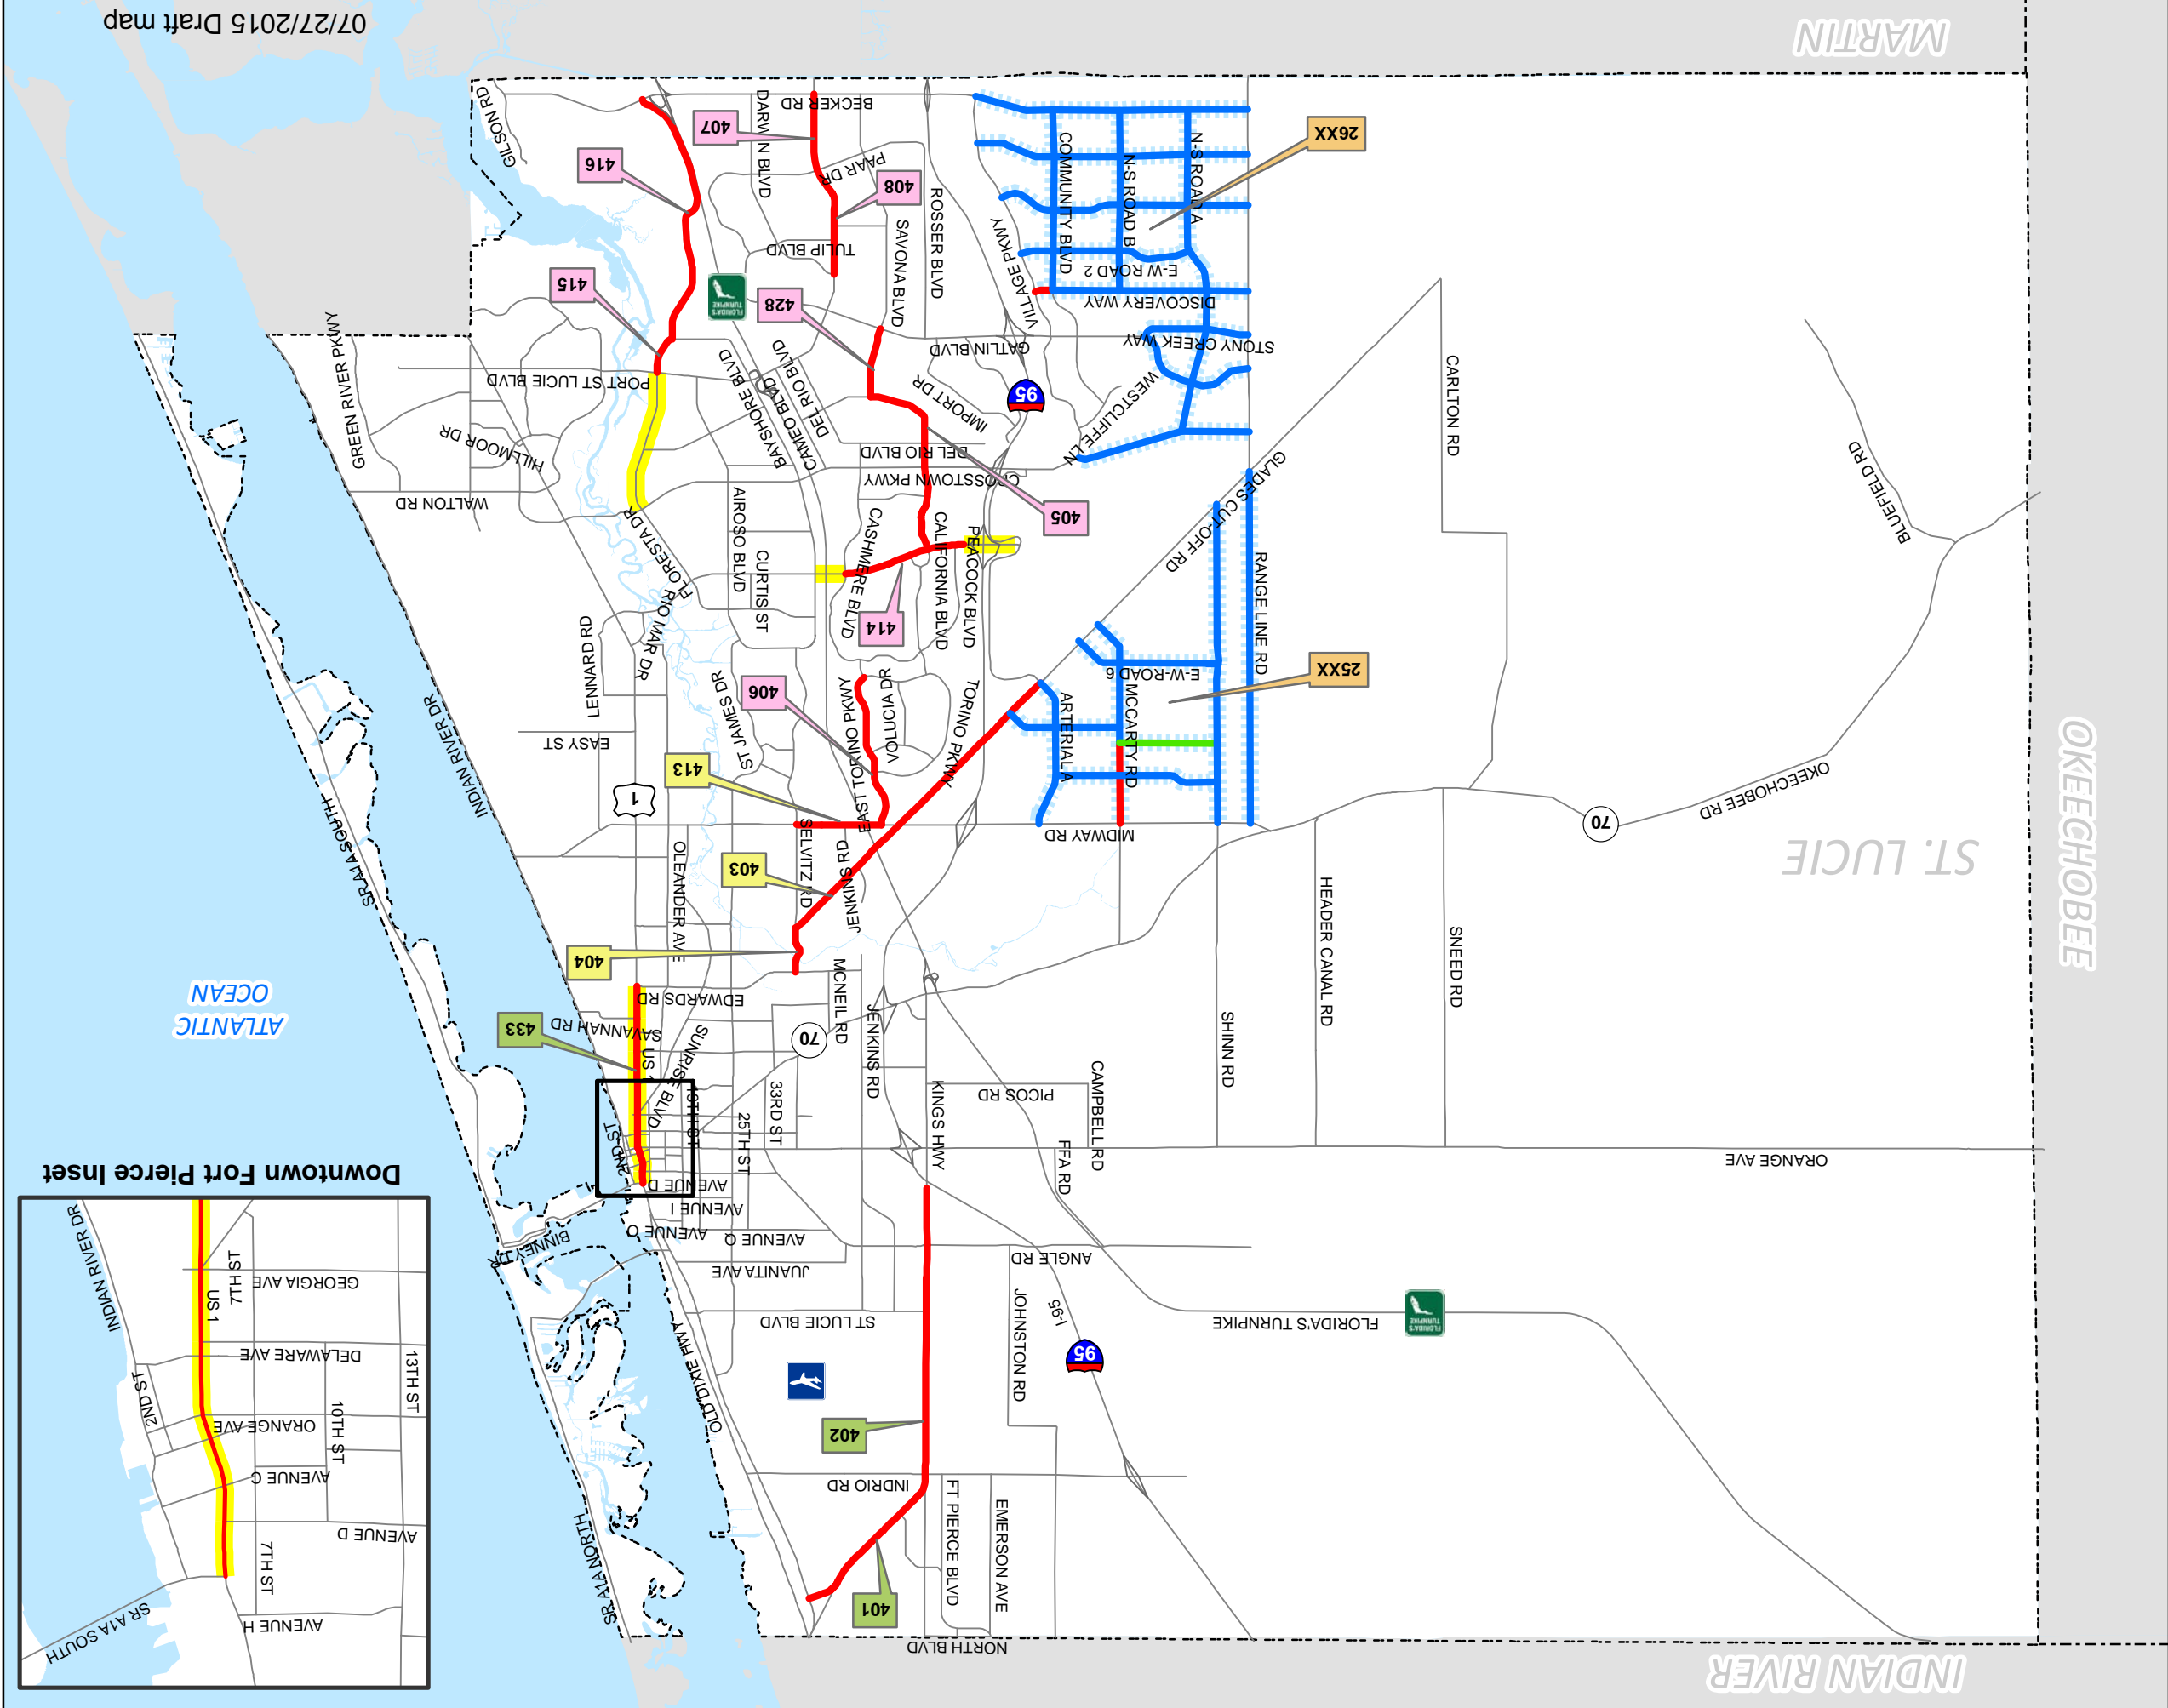 INDIAN RIVER
NORTH BLVD
401
EMERSON AVE
FT PIERCE BLVD
SR A1A NORTH
INDRIO RD
402
95
I-95
JOHNSTON RD
OLD DIXIE HWY
FLORIDA'S TURNPIKE
FLORIDA'S
TURNPIKE
ST LUCIE BLVD
JUANITA AVE
ANGLE RD
BINNEY DR
AVENUE Q
AVENUE O
AVENUE I
AVENUE D
2ND ST
ORANGE AVE
FFA RD
CAMPBELL RD
KINGS HWY
25TH ST
33RD ST
13TH ST
PICOS RD
SUNRISE BLVD
US 1
SHINN RD
JENKINS RD
MCNEIL RD
70
433
SAVANNAH RD
EDWARDS RD
404
SNEED RD
HEADER CANAL RD
OLEANDER AVE
JENKINS RD
SELVITZ RD
403
SR A1A SOUTH
ST. LUCIE
OKEECHOBEE
MIDWAY RD
70
OKEECHOBEE RD
1
413
INDIAN RIVER DR
EASY ST
ST JAMES DR
EAST TORINO PKWY
VOLUCIA DR
TORINO PKWY
ARTERIAL A
MCCARTY RD
406
E-W-ROAD 6
25XX
LENNARD RD
RIO MAR DR
414
RANGE LINE RD
CURTIS ST
AIROSO BLVD
CASHMERE BLVD
CALIFORNIA BLVD
PEACOCK BLVD
FLORESTA DR
GLADES CUT-OFF RD
405
WALTON RD
CROSSTOWN PKWY
DEL RIO BLVD
HILLMOOR DR
GREEN RIVER PKWY
BAYSHORE BLVD
CAMEO BLVD
DEL RIO BLVD
IMPORT DR
WESTCLIFFE LN
BLUEFIELD RD
CARLTON RD
95
PORT ST LUCIE BLVD
GATLIN BLVD
STONY CREEK WAY
DISCOVERY WAY
428
415
FLORIDA'S
TURNPIKE
E-W ROAD 2
TULIP BLVD
SAVONA BLVD
ROSSER BLVD
VILLAGE PKWY
COMMUNITY BLVD
N-S ROAD B
N-S ROAD A
408
416
PAAR DR
407
DARWIN BLVD
26XX
GILSON RD
BECKER RD
MARTIN
07/27/2015 Draft map
ATLANTIC
OCEAN
Downtown Fort Pierce Inset
SR A1A SOUTH
AVENUE H
7TH ST
AVENUE D
AVENUE C
10TH ST
ORANGE AVE
2ND ST
13TH ST
DELAWARE AVE
US 1
7TH ST
GEORGIA AVE
INDIAN RIVER DR